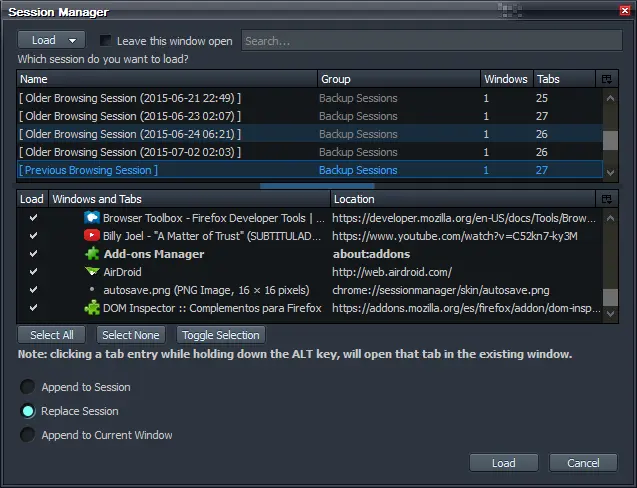 Session Manager
Load Leave this window open Search...
Which session do you want to load?
Name Group Windows Tabs
[ Older Browsing Session (2015-06-21 22:49) ] Backup Sessions 1 25
[ Older Browsing Session (2015-06-23 02:07) ] Backup Sessions 1 27
[ Older Browsing Session (2015-06-24 06:21) ] Backup Sessions 1 26
[ Older Browsing Session (2015-07-02 02:03) ] Backup Sessions 1 26
[ Previous Browsing Session ] Backup Sessions 1 27
Load Windows and Tabs Location
Browser Toolbox - Firefox Developer Tools | ... https://developer.mozilla.org/en-US/docs/Tools/Brow...
Billy Joel - "A Matter of Trust" (SUBTITULAD... https://www.youtube.com/watch?v=C52kn7-ky3M
Add-ons Manager about:addons
AirDroid http://web.airdroid.com/
autosave.png (PNG Image, 16 × 16 pixels) chrome://sessionmanager/skin/autosave.png
DOM Inspector :: Complementos para Firefox https://addons.mozilla.org/es/firefox/addon/dom-insp...
Select All Select None Toggle Selection
Note: clicking a tab entry while holding down the ALT key, will open that tab in the existing window.
Append to Session
Replace Session
Append to Current Window
Load Cancel